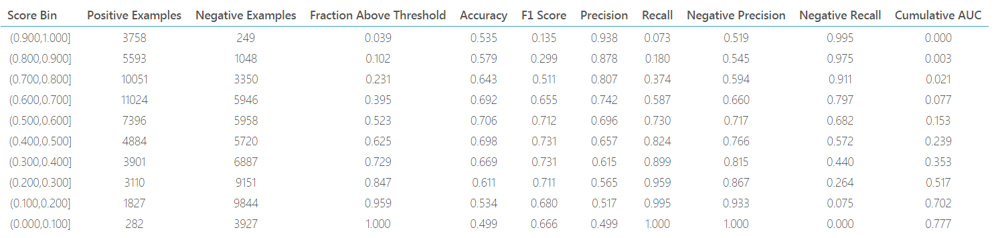 Score Bin Positive Examples Negative Examples Fraction Above Threshold Accuracy F1 Score Precision Recall Negative Precision Negative Recall Cumulative AUC
(0.900,1.000] 3758 249 0.039 0.535 0.135 0.938 0.073 0.519 0.995 0.000
(0.800,0.900] 5593 1048 0.102 0.579 0.299 0.878 0.180 0.545 0.975 0.003
(0.700,0.800] 10051 3350 0.231 0.643 0.511 0.807 0.374 0.594 0.911 0.021
(0.600,0.700] 11024 5946 0.395 0.692 0.655 0.742 0.587 0.660 0.797 0.077
(0.500,0.600] 7396 5958 0.523 0.706 0.712 0.696 0.730 0.717 0.682 0.153
(0.400,0.500] 4884 5720 0.625 0.698 0.731 0.657 0.824 0.766 0.572 0.239
(0.300,0.400] 3901 6887 0.729 0.669 0.731 0.615 0.899 0.815 0.440 0.353
(0.200,0.300] 3110 9151 0.847 0.611 0.711 0.565 0.959 0.867 0.264 0.517
(0.100,0.200] 1827 9844 0.959 0.534 0.680 0.517 0.995 0.933 0.075 0.702
(0.000,0.100] 282 3927 1.000 0.499 0.666 0.499 1.000 1.000 0.000 0.777